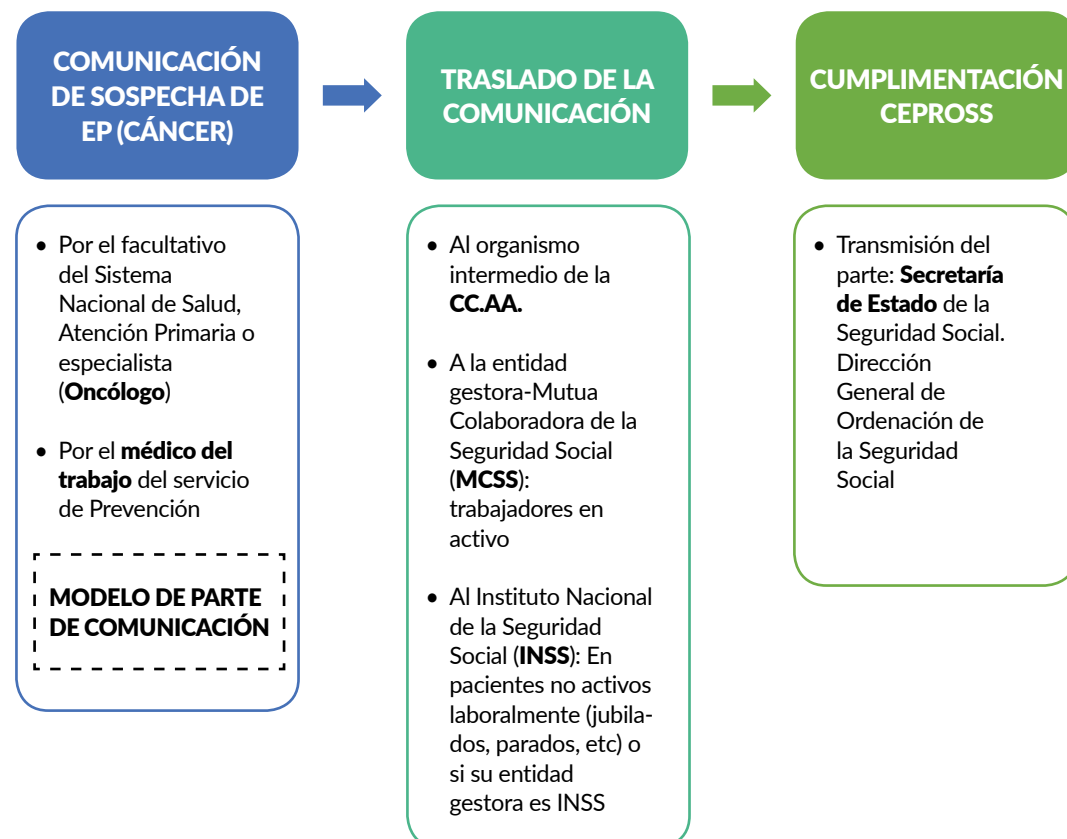 COMUNICACIÓN
DE SOSPECHA DE
EP (CÁNCER)
TRASLADO DE LA
COMUNICACIÓN
CUMPLIMENTACIÓN
CEPROSS
• Por el facultativo
del Sistema
Nacional de Salud,
Atención Primaria o
especialista
(Oncólogo)
• Por el médico del
trabajo del servicio
de Prevención
MODELO DE PARTE
DE COMUNICACIÓN
• Al organismo
intermedio de la
CC.AA.
• A la entidad
gestora-Mutua
Colaboradora de la
Seguridad Social
(MCSS):
trabajadores en
activo
• Al Instituto Nacional
de la Seguridad
Social (INSS): En
pacientes no activos
laboralmente (jubila-
dos, parados, etc) o
si su entidad
gestora es INSS
• Transmisión del
parte: Secretaría
de Estado de la
Seguridad Social.
Dirección
General de
Ordenación de
la Seguridad
Social